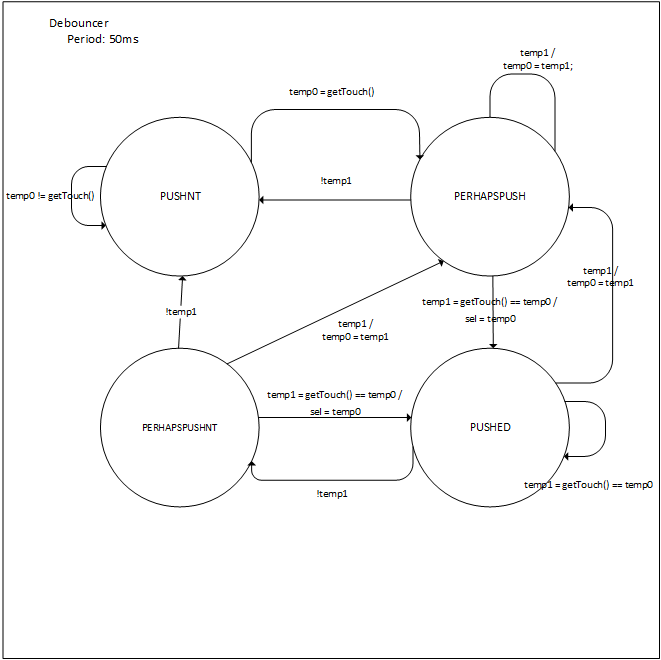 Debouncer
Period: 50ms
temp1 /
temp0 = temp1;
temp0 = getTouch()
!temp1
temp0 != getTouch()
PUSHNT
PERHAPSPUSH
temp1 /
temp0 = temp1
temp1 = getTouch() == temp0 /
sel = temp0
!temp1
temp1 /
temp0 = temp1
temp1 = getTouch() == temp0 /
sel = temp0
PERHAPSPUSHNT
PUSHED
temp1 = getTouch() == temp0
!temp1